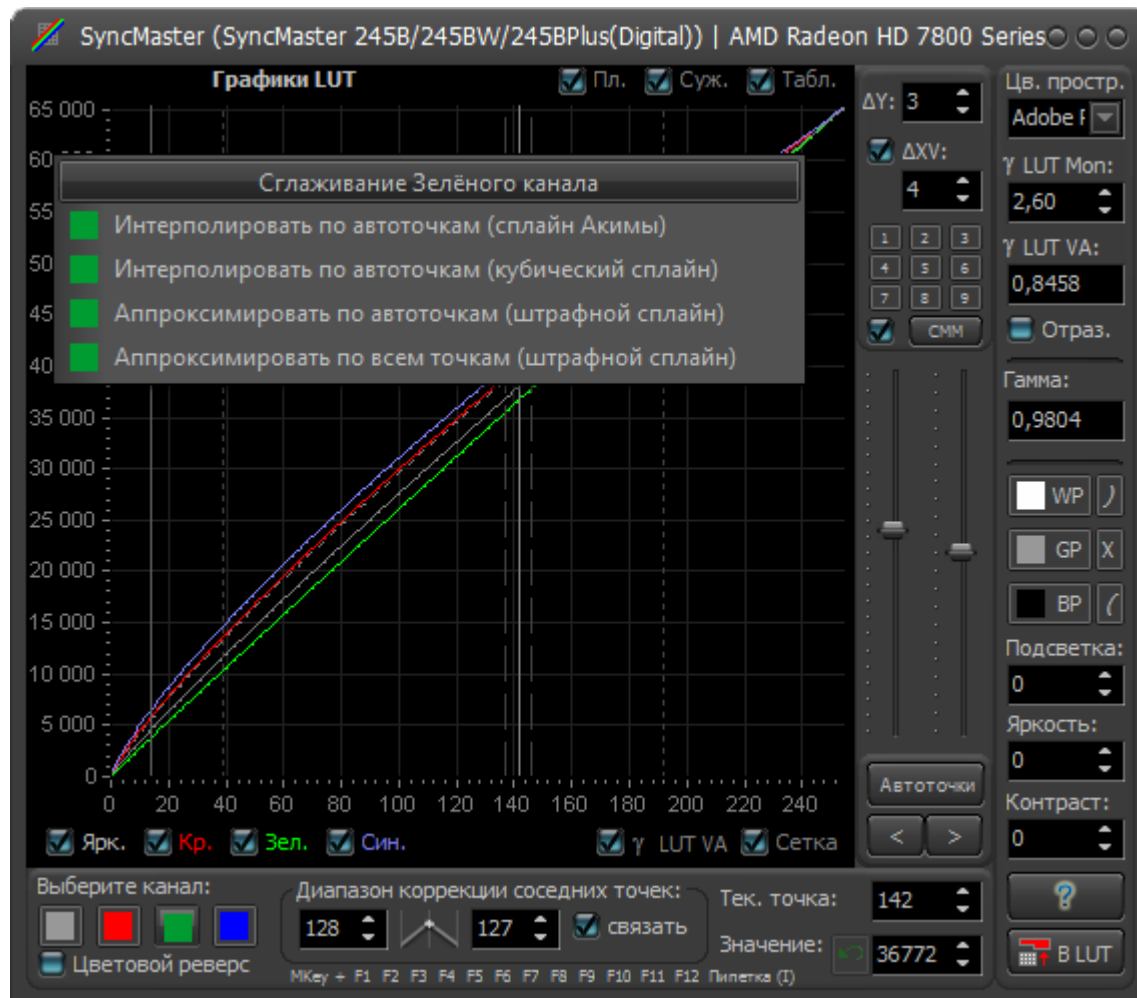 SyncMaster (SyncMaster 245B/245BW/245BPlus(Digital)) | AMD Radeon HD 7800 Series
Графики LUT
Пл. Суж. Табл.
65 000
60
55
50
45
40
35 000
30 000
25 000
20 000
15 000
10 000
5 000
0
0 20 40 60 80 100 120 140 160 180 200 220 240
Сглаживание Зелёного канала
Интерполировать по автоточкам (сплайн Акимы)
Интерполировать по автоточкам (кубический сплайн)
Аппроксимировать по автоточкам (штрафной сплайн)
Аппроксимировать по всем точкам (штрафной сплайн)
Ярк. Кр. Зел. Син. γ LUT VA Сетка
ΔY: 3
ΔXV:
4
1 2 3
4 5 6
7 8 9
CMM
Автоточки
< >
Цв. простр.
Adobe
γ LUT Mon:
2,60
γ LUT VA:
0,8458
Отраз.
Гамма:
0,9804
WP )
GP X
BP (
Подсветка:
0
Яркость:
0
Контраст:
0
?
В LUT
Выберите канал:
Цветовой реверс
Диапазон коррекции соседних точек:
128 127 связать
MKey + F1 F2 F3 F4 F5 F6 F7 F8 F9 F10 F11 F12 Пипетка (I)
Тек. точка: 142
Значение: 36772